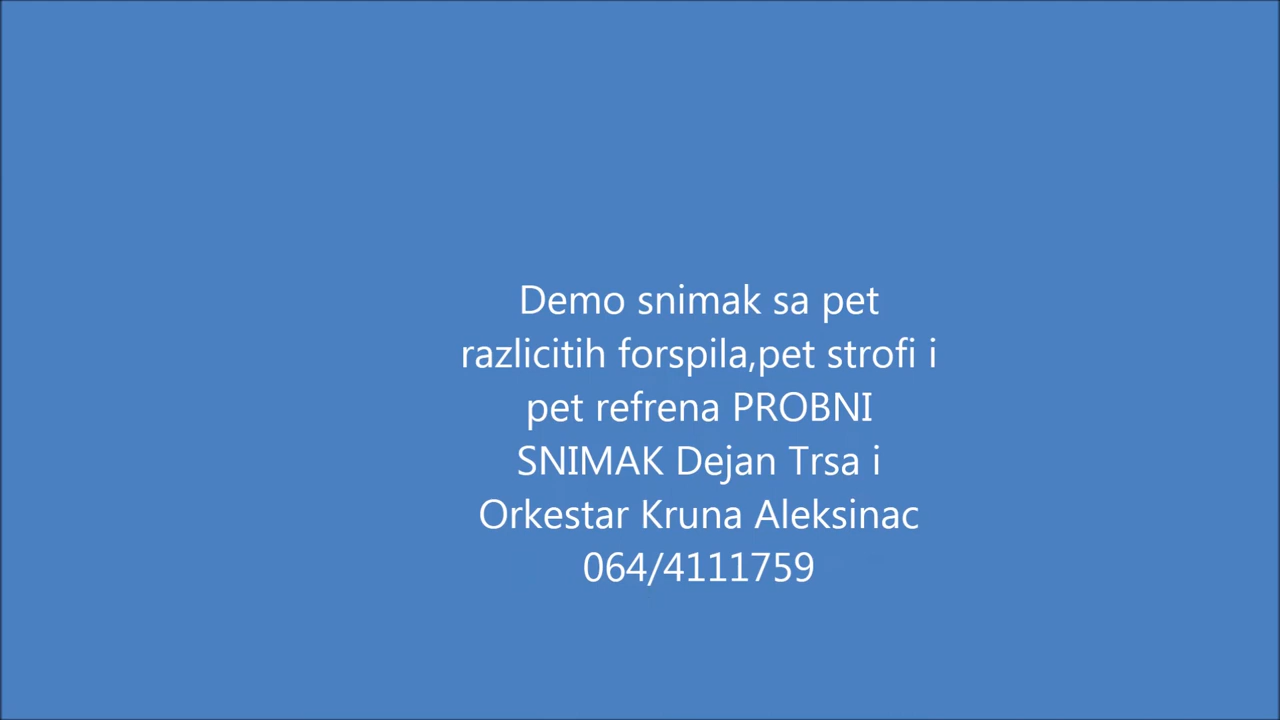 Demo snimak sa pet
razlicitih forspila,pet strofi i
pet refrena PROBNI
SNIMAK Dejan Trsa i
Orkestar Kruna Aleksinac
064/4111759